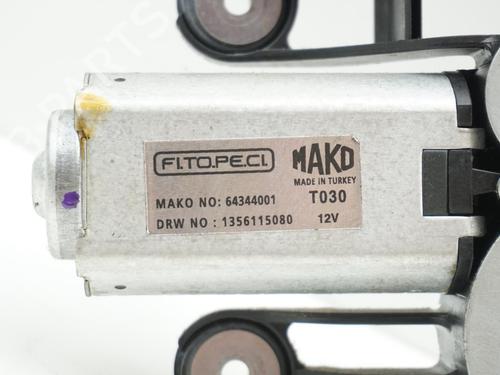 FI.TO.PE.CI.
MAKO
MADE IN TURKEY
MAKO NO: 64344001 T030
DRW NO : 1356115080 12V